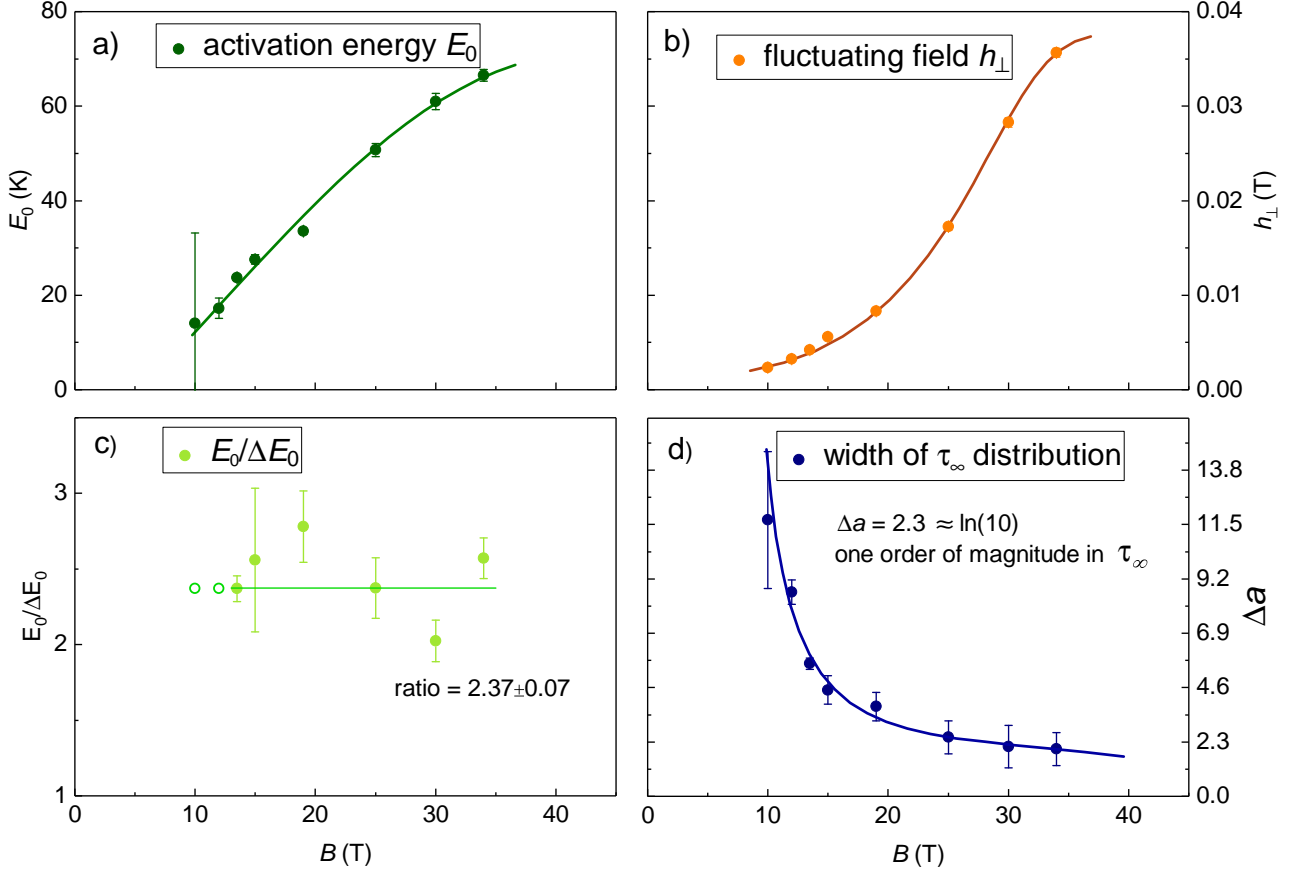 a)
activation energy E₀
80
60
40
20
0
E₀ (K)
b)
fluctuating field h⊥
0.04
0.03
0.02
0.01
0.00
h⊥ (T)
c)
E₀/ΔE₀
3
2
1
E₀/ΔE₀
ratio = 2.37±0.07
0 10 20 30 40
B (T)
d)
width of τ∞ distribution
Δa = 2.3 ≈ ln(10)
one order of magnitude in τ∞
13.8
11.5
9.2
6.9
4.6
2.3
0.0
Δa
0 10 20 30 40
B (T)